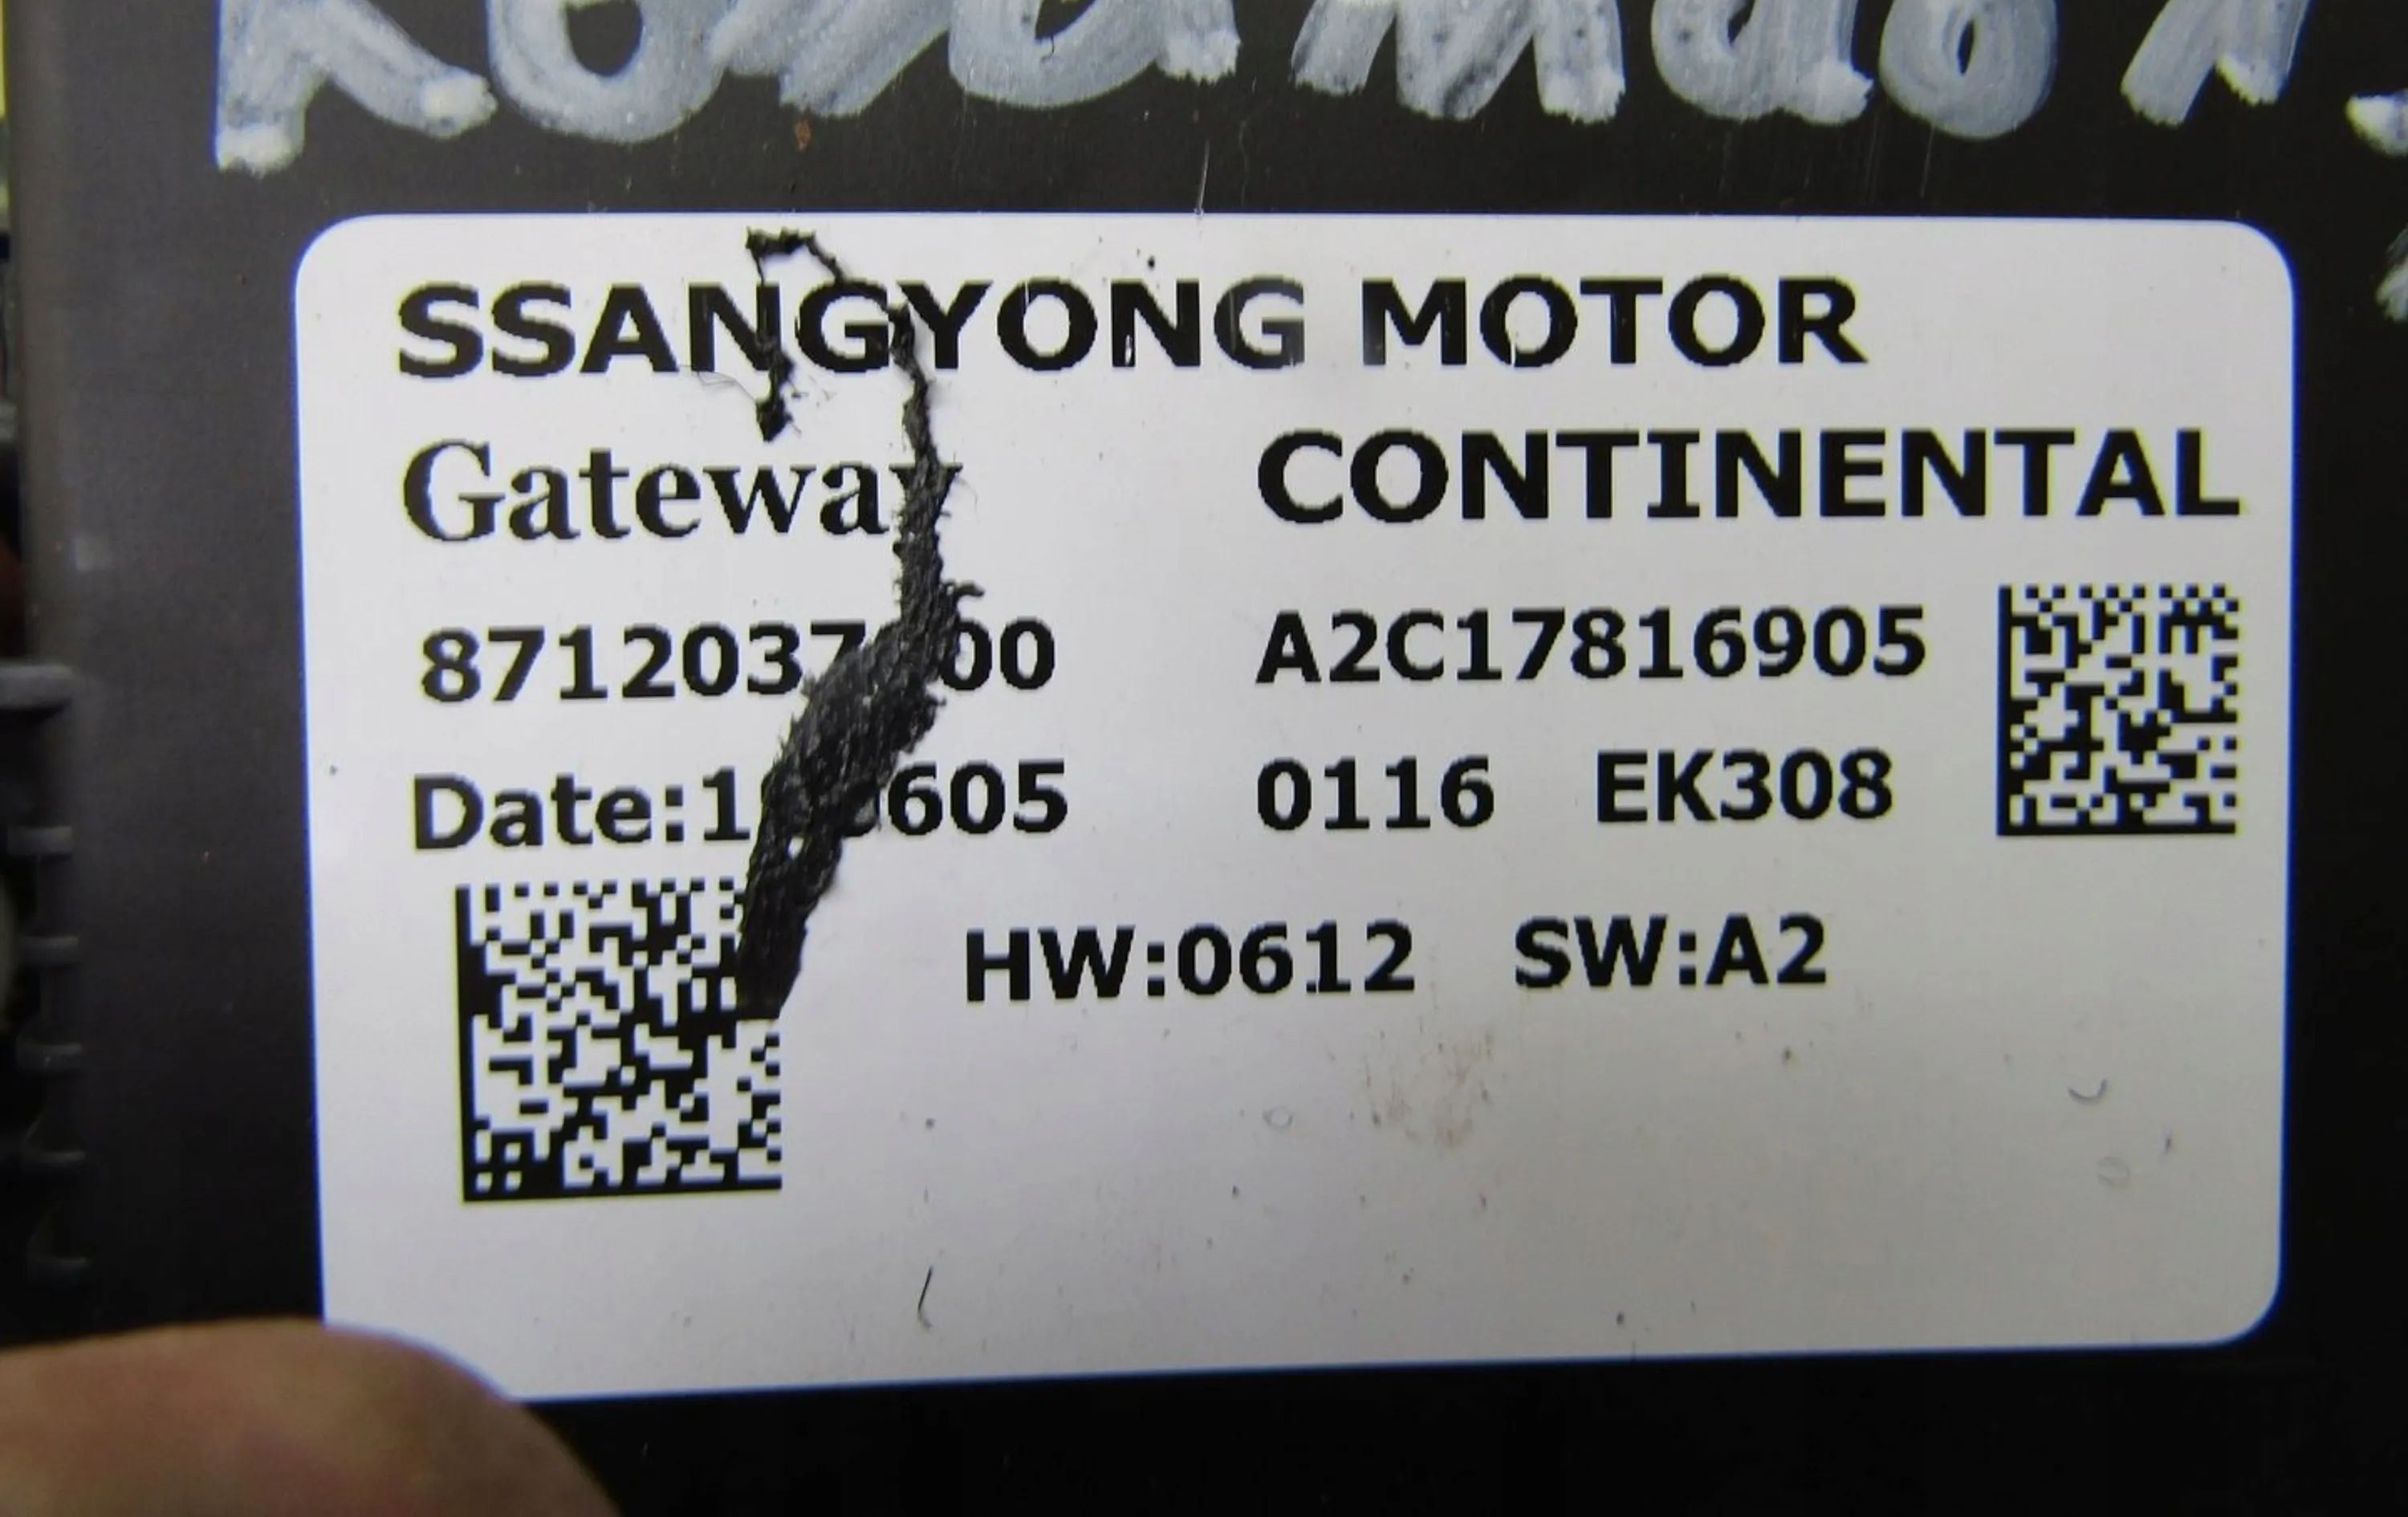 SSANGYONG MOTOR
Gateway CONTINENTAL
A2C17816905
0116 EK308
HW:0612 SW:A2